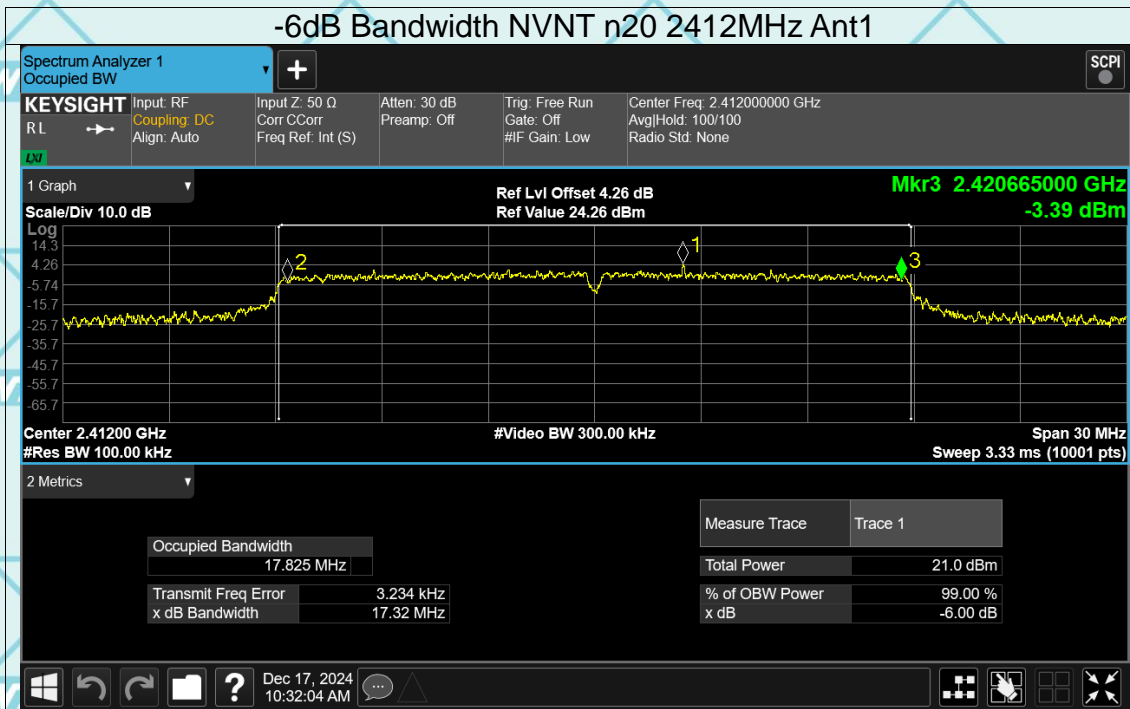 -6dB Bandwidth NVNT n20 2412MHz Ant1
Spectrum Analyzer 1
Occupied BW
SCPI
KEYSIGHT
R L
LXI
Input: RF
Coupling: DC
Align: Auto
Input Z: 50 Ω
Corr CCorr
Freq Ref: Int (S)
Atten: 30 dB
Preamp: Off
Trig: Free Run
Gate: Off
#IF Gain: Low
Center Freq: 2.412000000 GHz
Avg|Hold: 100/100
Radio Std: None
1 Graph
Scale/Div 10.0 dB
Ref Lvl Offset 4.26 dB
Ref Value 24.26 dBm
Mkr3 2.420665000 GHz
-3.39 dBm
Log
14.3
4.26
-5.74
-15.7
-25.7
-35.7
-45.7
-55.7
-65.7
2
1
3
Center 2.41200 GHz
#Res BW 100.00 kHz
#Video BW 300.00 kHz
Span 30 MHz
Sweep 3.33 ms (10001 pts)
2 Metrics
Occupied Bandwidth
17.825 MHz
Transmit Freq Error 3.234 kHz
x dB Bandwidth 17.32 MHz
Measure Trace Trace 1
Total Power 21.0 dBm
% of OBW Power 99.00 %
x dB -6.00 dB
?
Dec 17, 2024
10:32:04 AM